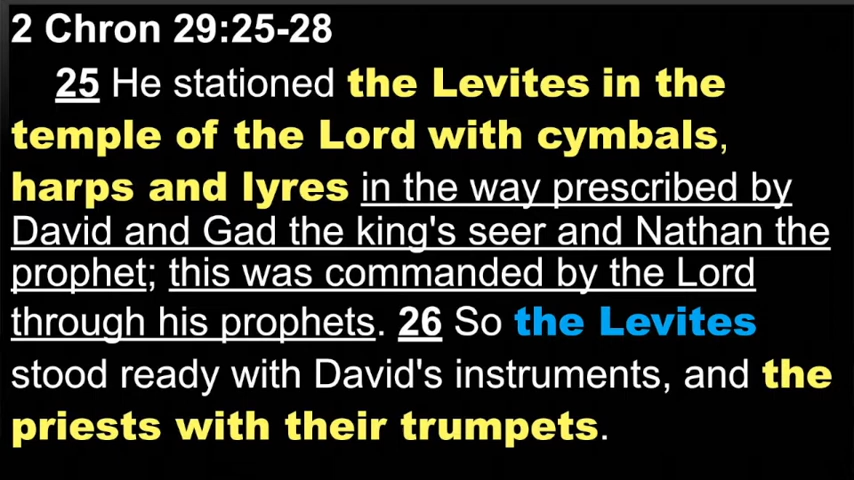 2 Chron 29:25-28
25 He stationed the Levites in the
temple of the Lord with cymbals,
harps and lyres in the way prescribed by
David and Gad the king's seer and Nathan the
prophet; this was commanded by the Lord
through his prophets. 26 So the Levites
stood ready with David's instruments, and the
priests with their trumpets.